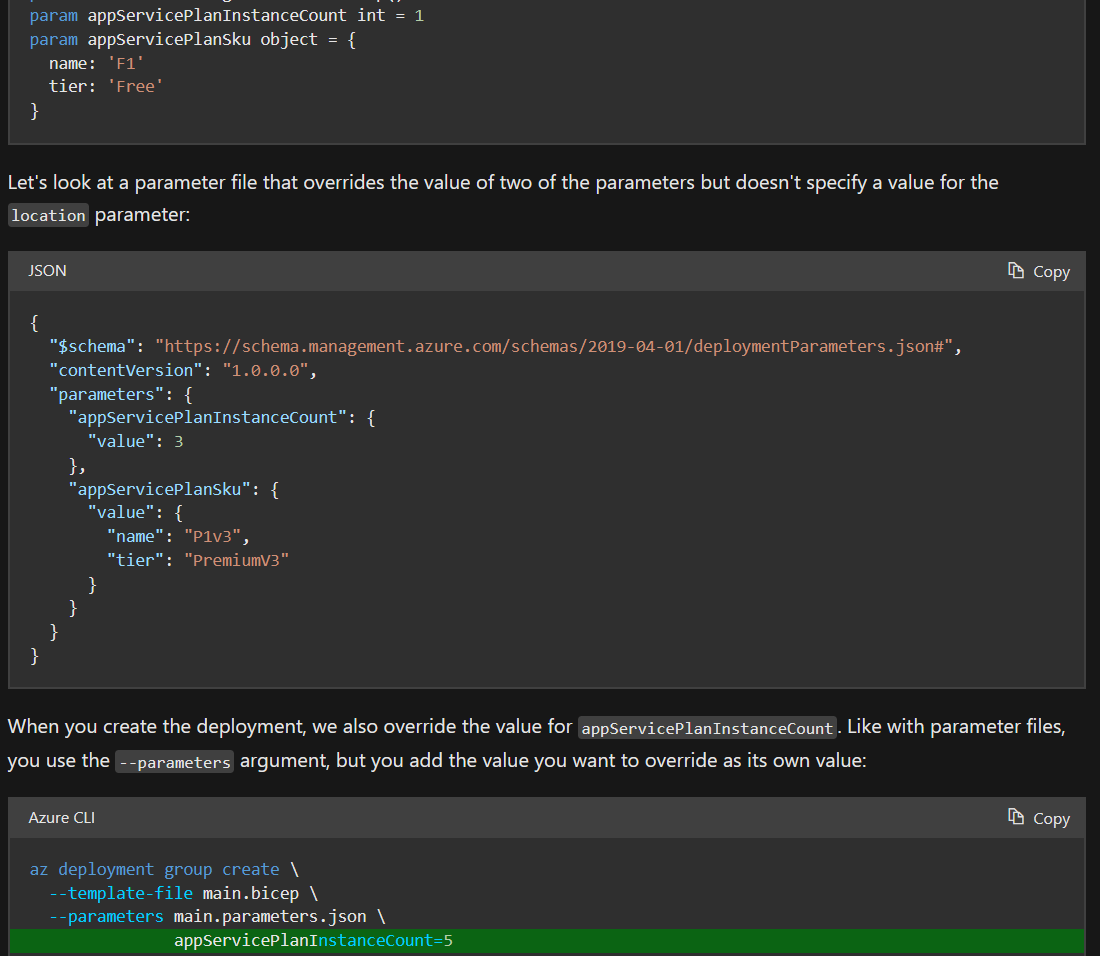 param appServicePlanInstanceCount int = 1
param appServicePlanSku object = {
  name: 'F1'
  tier: 'Free'
}
Let's look at a parameter file that overrides the value of two of the parameters but doesn't specify a value for the
location parameter:
JSON
Copy
{
  "$schema": "https://schema.management.azure.com/schemas/2019-04-01/deploymentParameters.json#",
  "contentVersion": "1.0.0.0",
  "parameters": {
    "appServicePlanInstanceCount": {
      "value": 3
    },
    "appServicePlanSku": {
      "value": {
        "name": "P1v3",
        "tier": "PremiumV3"
      }
    }
  }
}
When you create the deployment, we also override the value for appServicePlanInstanceCount. Like with parameter files,
you use the --parameters argument, but you add the value you want to override as its own value:
Azure CLI
Copy
az deployment group create \
  --template-file main.bicep \
  --parameters main.parameters.json \
               appServicePlanInstanceCount=5